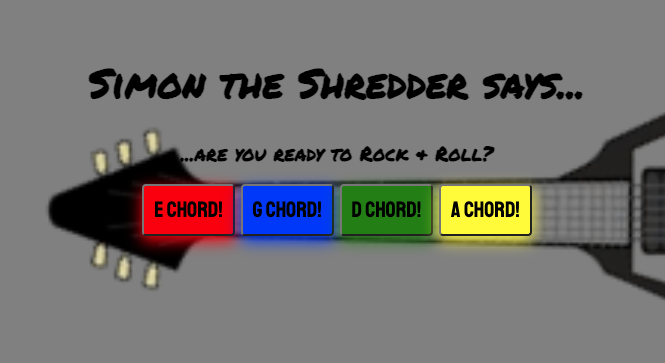 Simon the Shredder says...
...are you ready to Rock & Roll?
E CHORD! G CHORD! D CHORD! A CHORD!